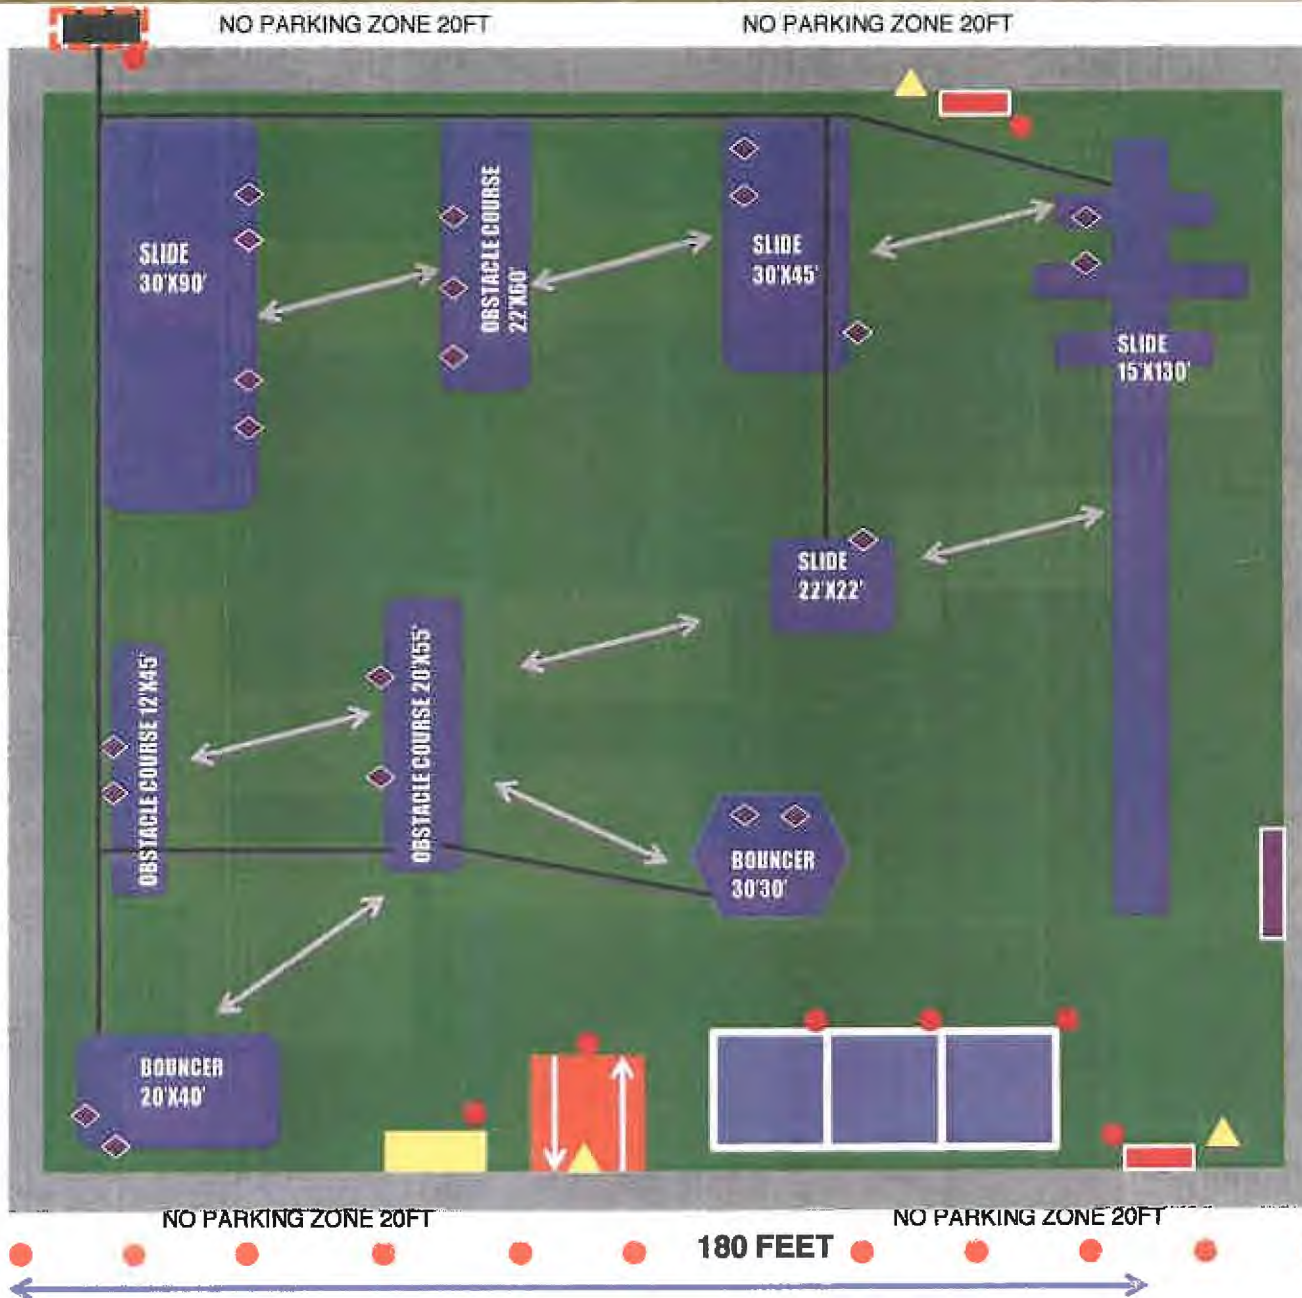 NO PARKING ZONE 20FT
NO PARKING ZONE 20FT
SLIDE
30'X90'
OBSTACLE COURSE
22'X60'
SLIDE
30'X45'
SLIDE
15'X130'
SLIDE
22'X22'
OBSTACLE COURSE 12'X45'
OBSTACLE COURSE 20'X55'
BOUNCER
30'30'
BOUNCER
20'X40'
NO PARKING ZONE 20FT
NO PARKING ZONE 20FT
180 FEET